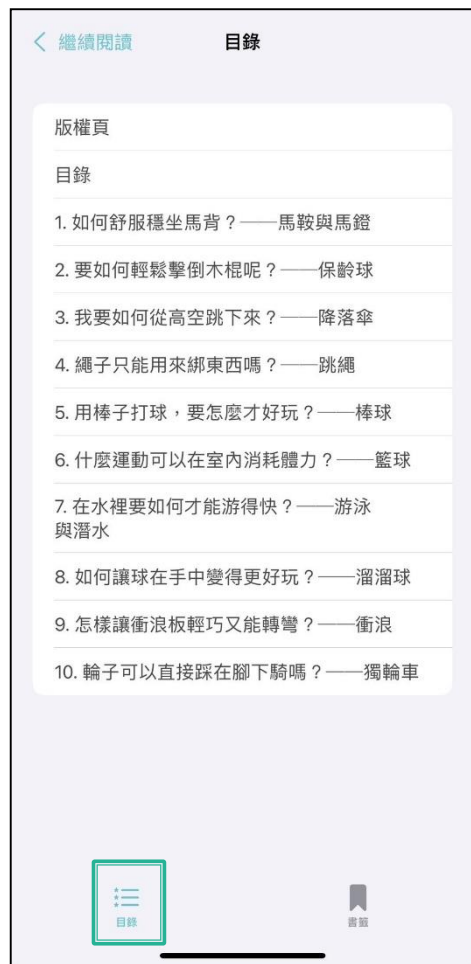 繼續閱讀 目錄
版權頁
目錄
1. 如何舒服穩坐馬背？——馬鞍與馬鐙
2. 要如何輕鬆擊倒木棍呢？——保齡球
3. 我要如何從高空跳下來？——降落傘
4. 繩子只能用來綁東西嗎？——跳繩
5. 用棒子打球，要怎麼才好玩？——棒球
6. 什麼運動可以在室內消耗體力？——籃球
7. 在水裡要如何才能游得快？——游泳
與潛水
8. 如何讓球在手中變得更好玩？——溜溜球
9. 怎樣讓衝浪板輕巧又能轉彎？——衝浪
10. 輪子可以直接踩在腳下騎嗎？——獨輪車
目錄 書籤